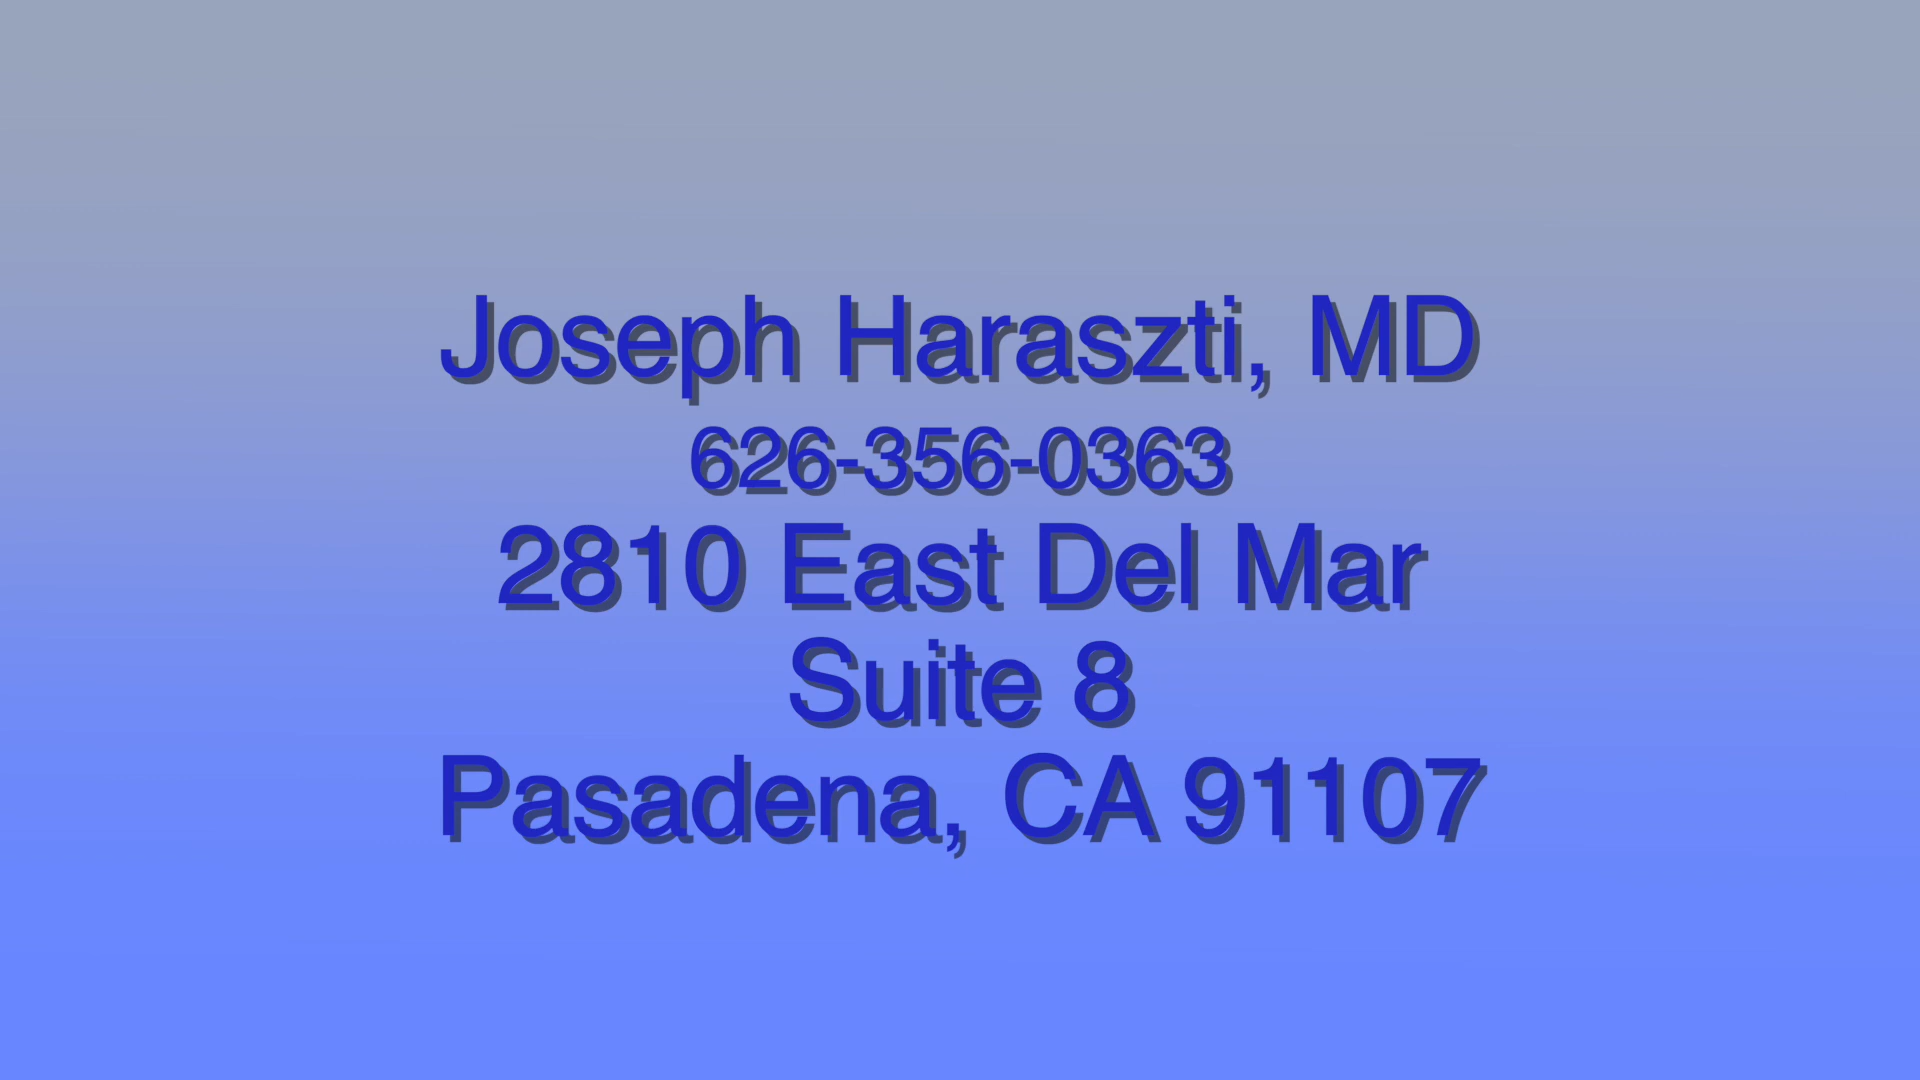 Joseph Haraszti, MD
626-356-0363
2810 East Del Mar
Suite 8
Pasadena, CA 91107